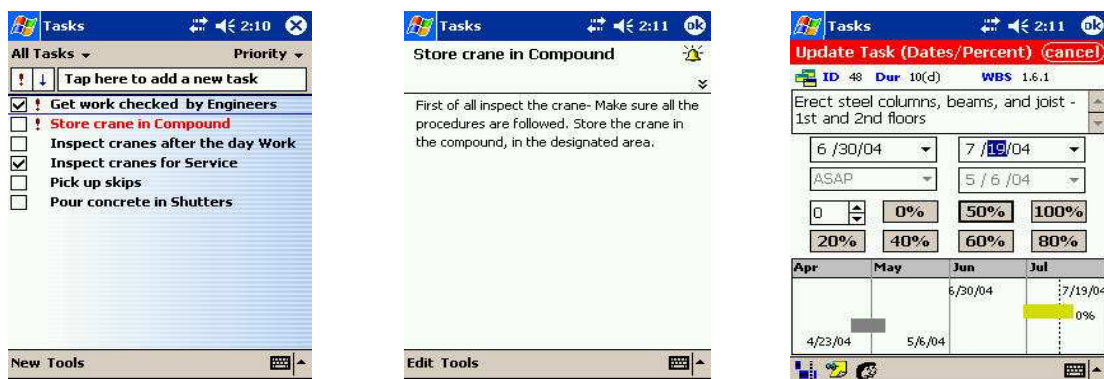 Tasks 2:10
All Tasks Priority
! ↓ Tap here to add a new task
! Get work checked by Engineers
! Store crane in Compound
Inspect cranes after the day Work
Inspect cranes for Service
Pick up skips
Pour concrete in Shutters
New Tools
Tasks 2:11 ok
Store crane in Compound
First of all inspect the crane- Make sure all the
procedures are followed. Store the crane in
the compound, in the designated area.
Edit Tools
Tasks 2:11 ok
Update Task (Dates/Percent) cancel
ID 48 Dur 10(d) WBS 1.6.1
Erect steel columns, beams, and joist -
1st and 2nd floors
6 /30/04 7 /19/04
ASAP 5 / 6 /04
0 0% 50% 100%
20% 40% 60% 80%
Apr May Jun Jul
6/30/04 7/19/04
0%
4/23/04 5/6/04